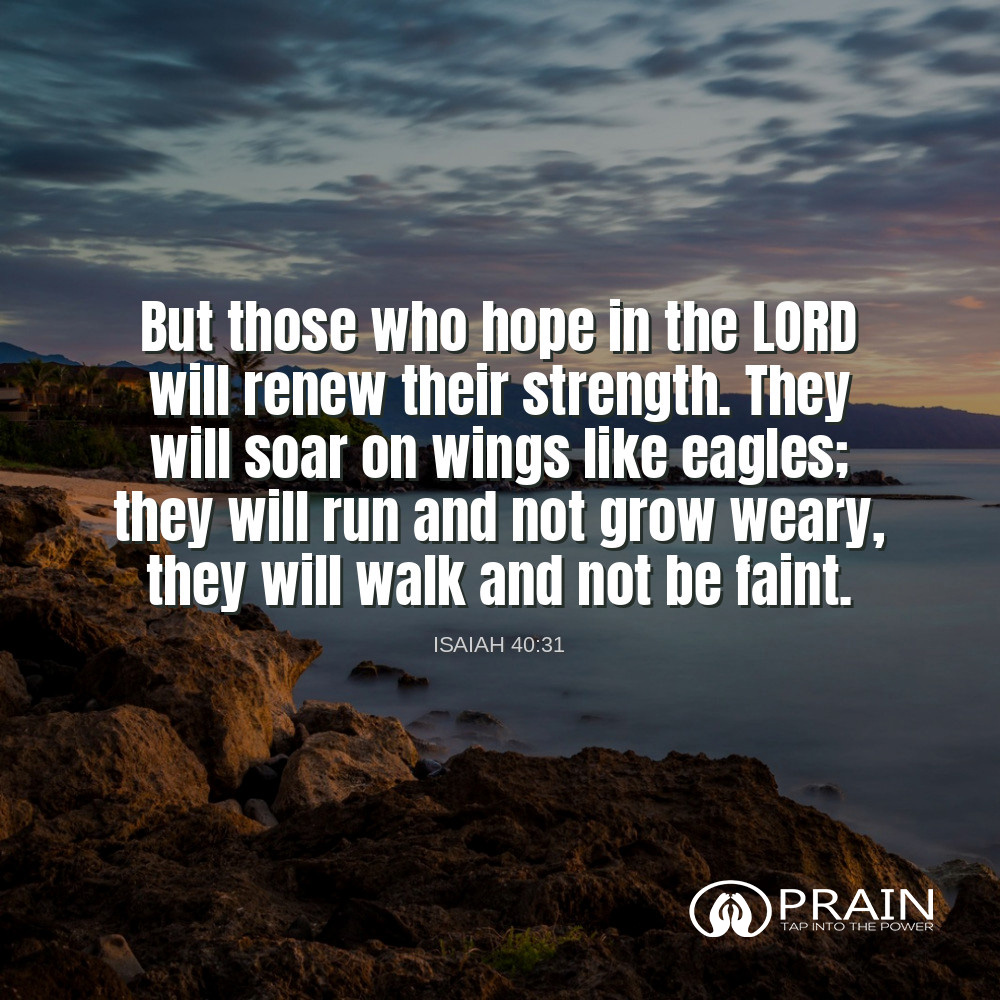 But those who hope in the LORD
will renew their strength. They
will soar on wings like eagles;
they will run and not grow weary,
they will walk and not be faint.
ISAIAH 40:31
PRAIN
TAP INTO THE POWER